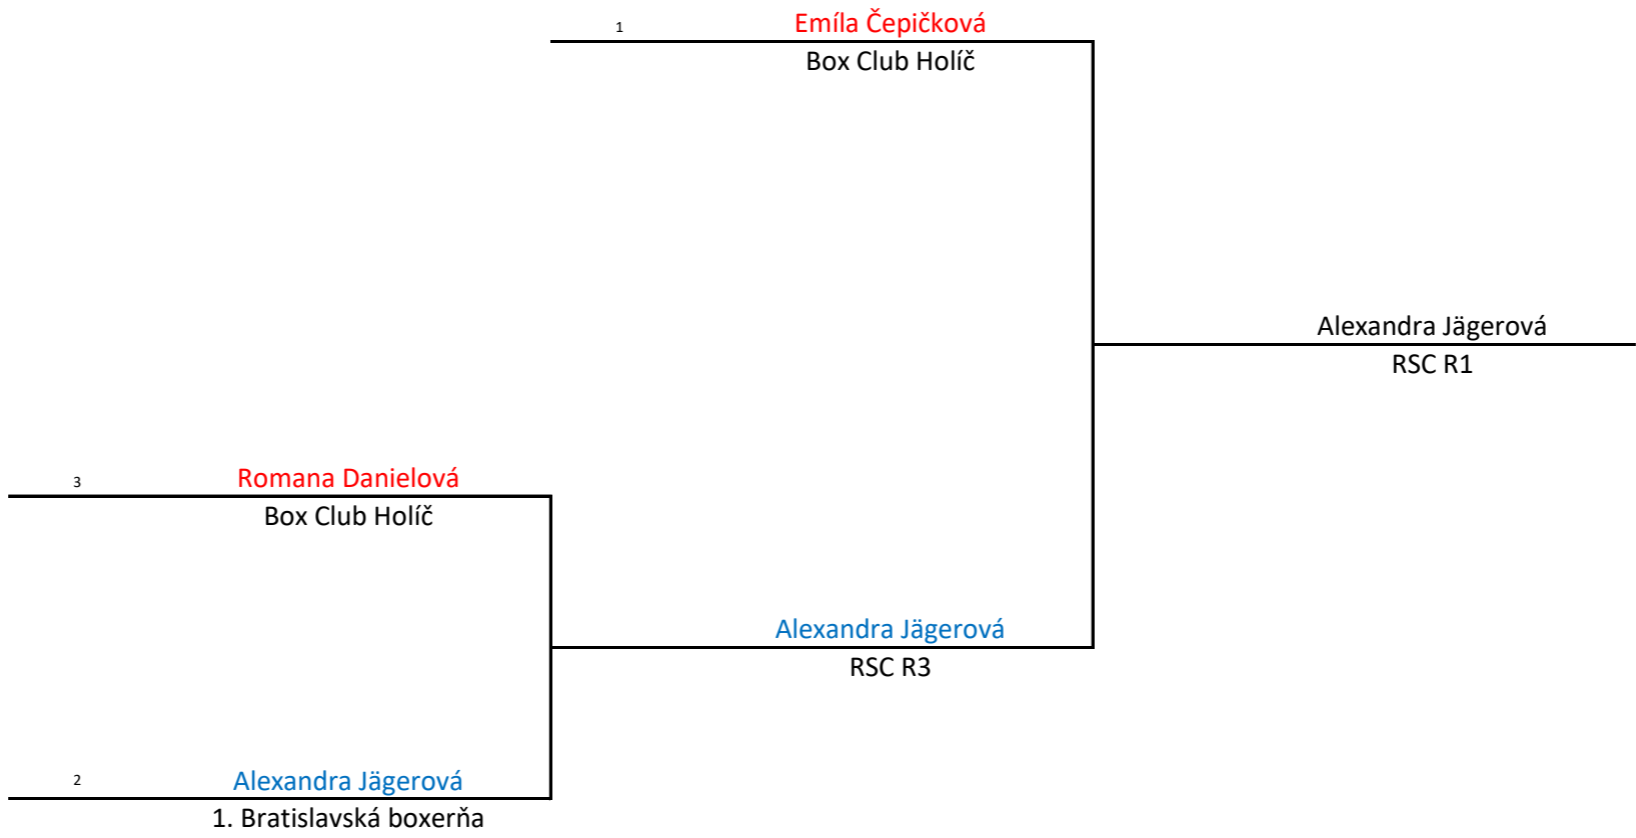 1
Emíla Čepičková
Box Club Holíč
Alexandra Jägerová
RSC R1
3
Romana Danielová
Box Club Holíč
Alexandra Jägerová
RSC R3
2
Alexandra Jägerová
1. Bratislavská boxerňa